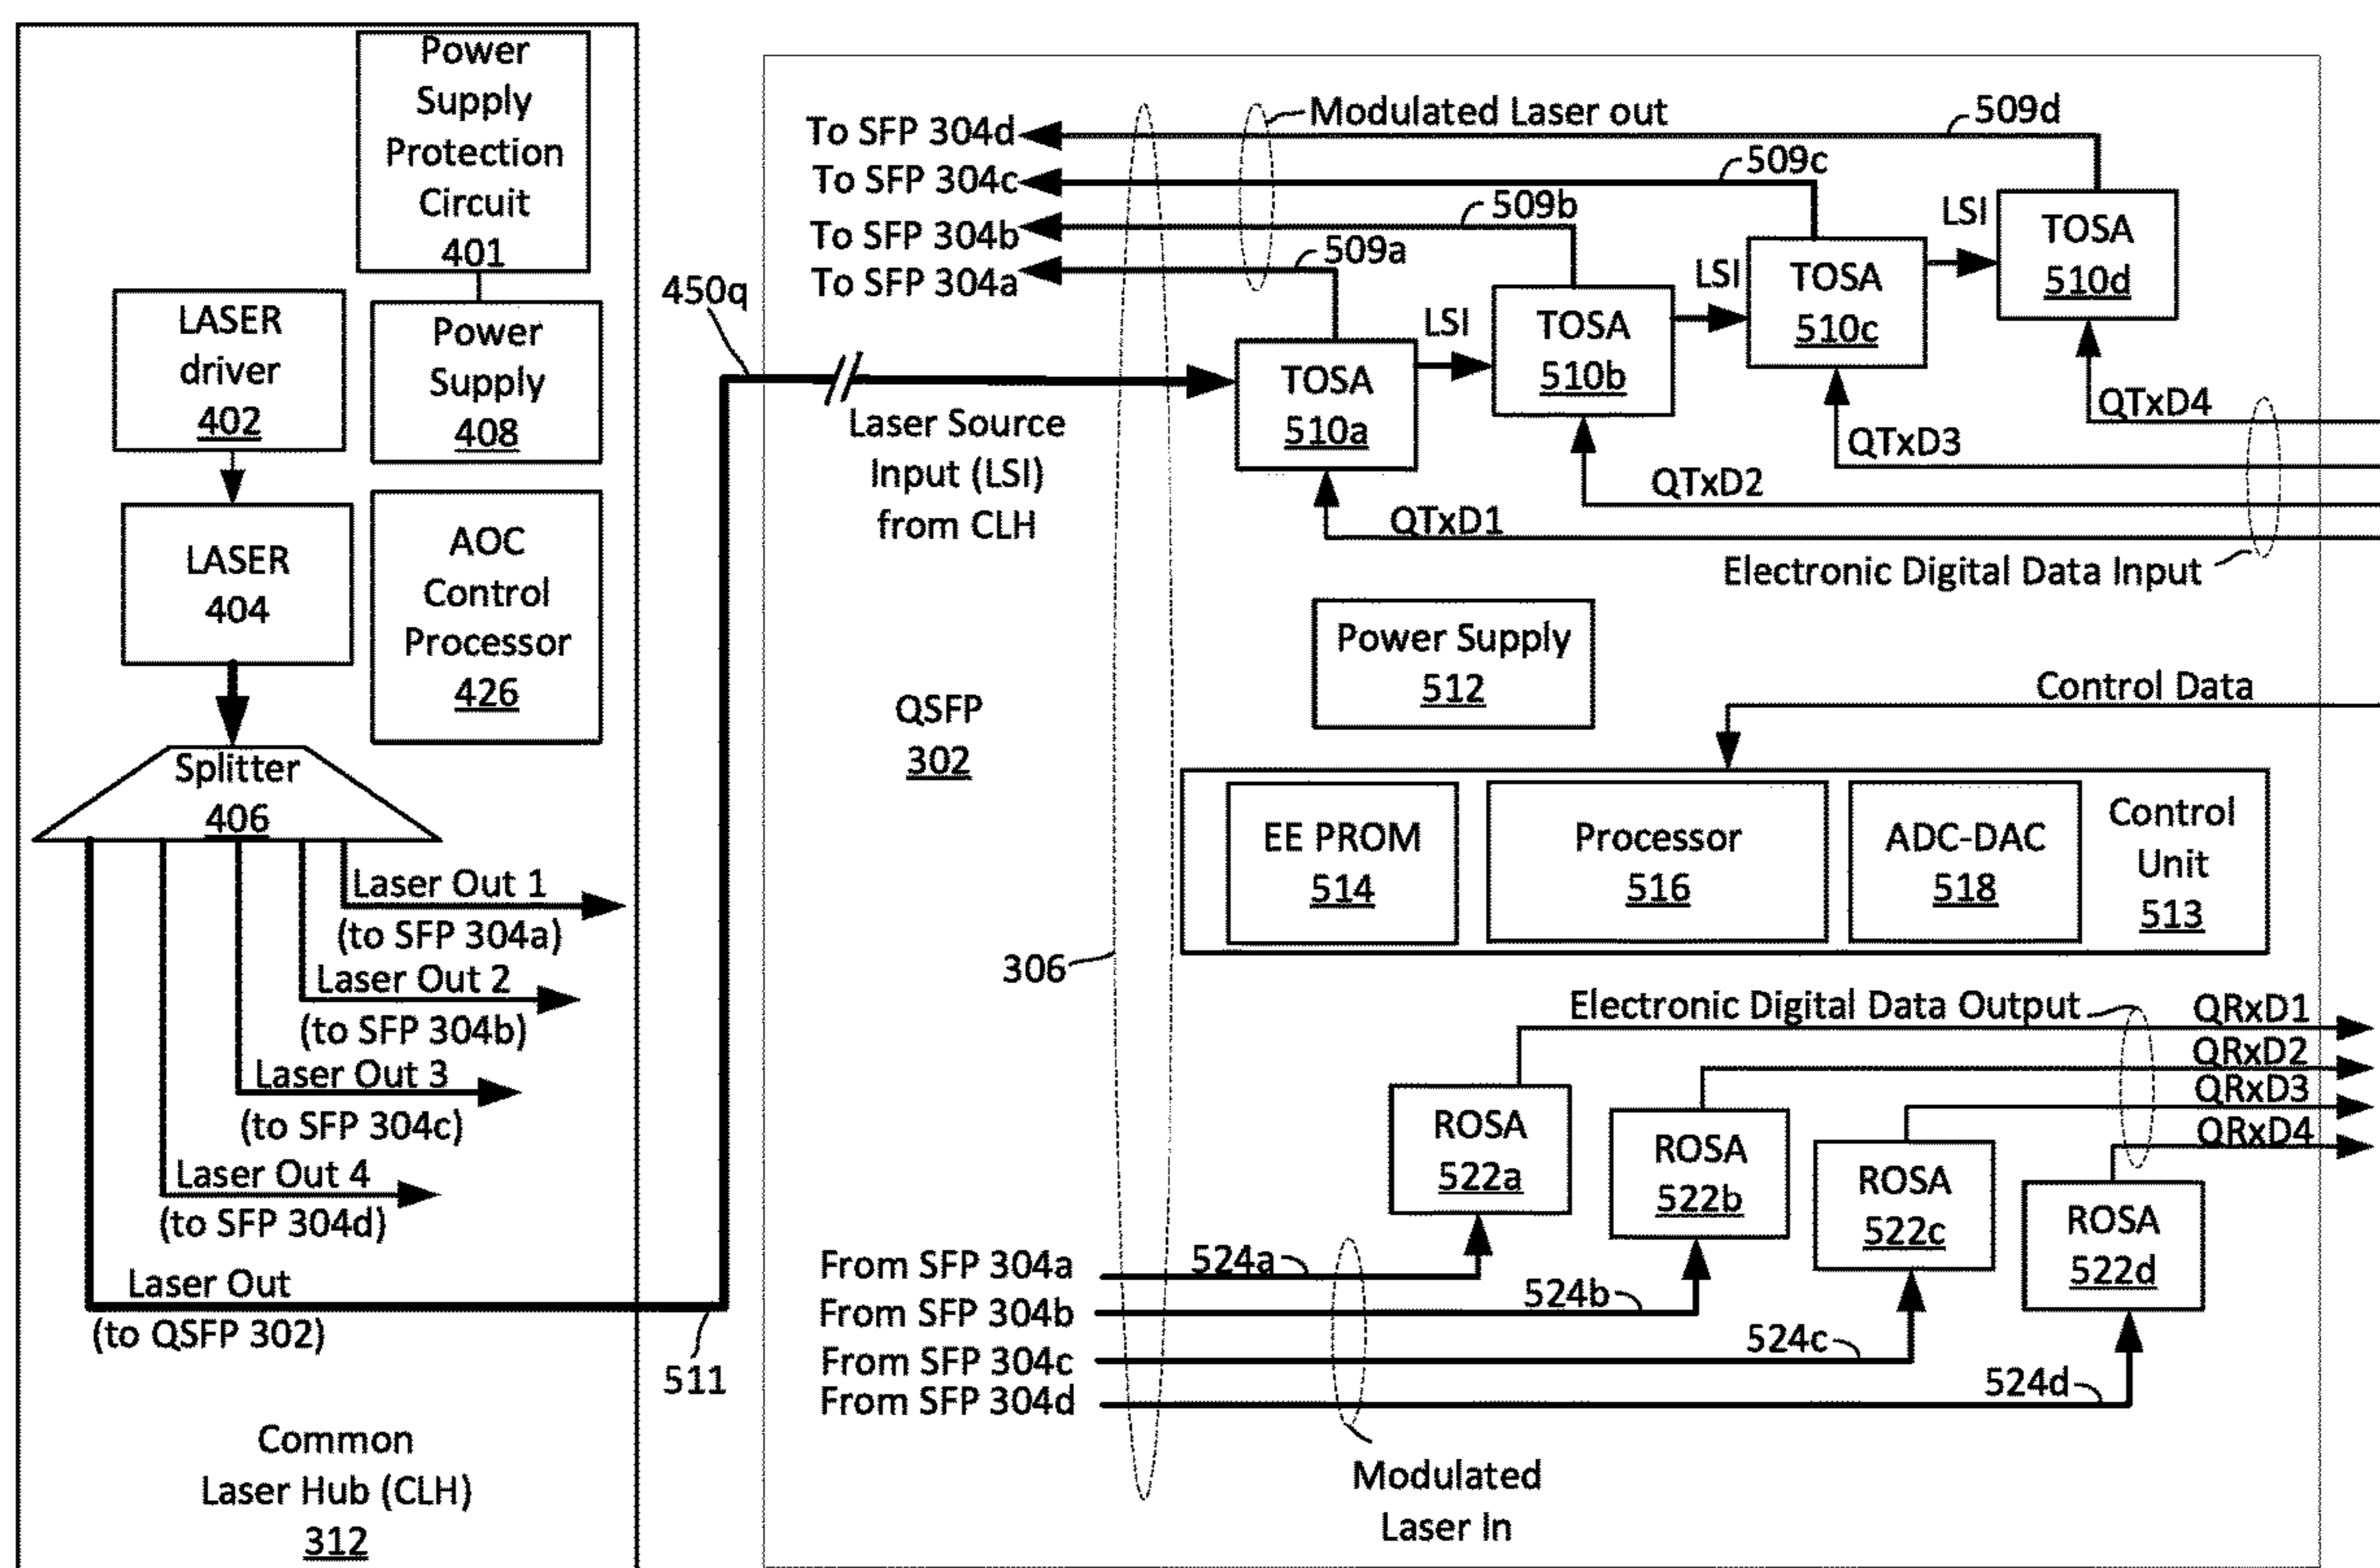 Power
Supply
Protection
Circuit
401
LASER
driver
402
Power
Supply
408
LASER
404
AOC
Control
Processor
426
Splitter
406
Laser Out 1
(to SFP 304a)
Laser Out 2
(to SFP 304b)
Laser Out 3
(to SFP 304c)
Laser Out 4
(to SFP 304d)
Laser Out
(to QSFP 302)
Common
Laser Hub (CLH)
312
511
450q
To SFP 304d
To SFP 304c
To SFP 304b
To SFP 304a
Modulated Laser out
509d
509c
509b
509a
Laser Source
Input (LSI)
from CLH
TOSA
510a
LSI
TOSA
510b
LSI
TOSA
510c
LSI
TOSA
510d
QTxD4
QTxD3
QTxD2
QTxD1
Electronic Digital Data Input
Power Supply
512
Control Data
QSFP
302
306
EE PROM
514
Processor
516
ADC-DAC
518
Control
Unit
513
Electronic Digital Data Output
QRxD1
QRxD2
QRxD3
QRxD4
ROSA
522a
ROSA
522b
ROSA
522c
ROSA
522d
From SFP 304a
524a
From SFP 304b
524b
From SFP 304c
524c
From SFP 304d
524d
Modulated
Laser In